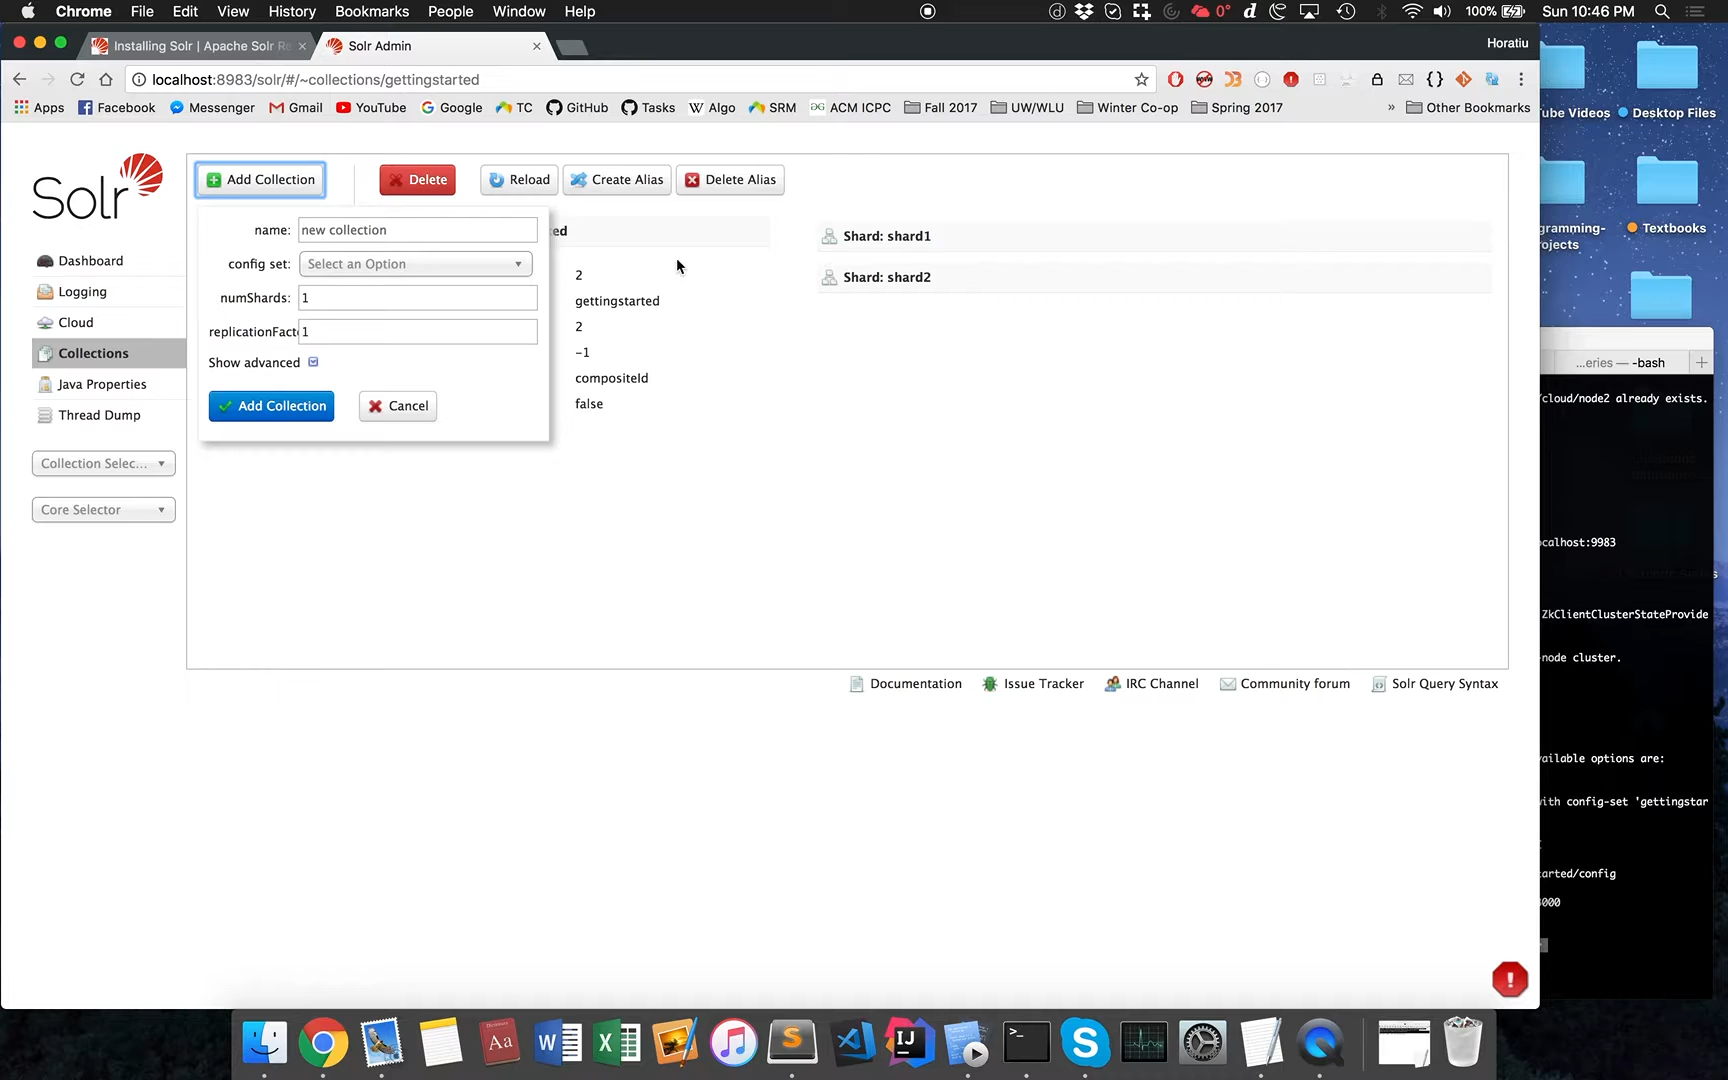 Chrome File Edit View History Bookmarks People Window Help
0° 100% Sun 10:46 PM
Installing Solr | Apache Solr Re
Solr Admin
Horatiu
localhost:8983/solr/#/~collections/gettingstarted
Apps Facebook Messenger Gmail YouTube Google TC GitHub Tasks Algo SRM ACM ICPC Fall 2017 UW/WLU Winter Co-op Spring 2017 » Other Bookmarks
Tube Videos Desktop Files
gramming-
ojects
Textbooks
Solr
Dashboard
Logging
Cloud
Collections
Java Properties
Thread Dump
Collection Selec...
Core Selector
Add Collection Delete Reload Create Alias Delete Alias
name: new collection
config set: Select an Option
numShards: 1
replicationFact 1
Show advanced
Add Collection Cancel
ed
2
gettingstarted
2
-1
compositeId
false
Shard: shard1
Shard: shard2
Documentation Issue Tracker IRC Channel Community forum Solr Query Syntax
...eries — -bash
/cloud/node2 already exists.
ocalhost:9983
ZkClientClusterStateProvide
-node cluster.
vailable options are:
with config-set 'gettingstar
arted/config